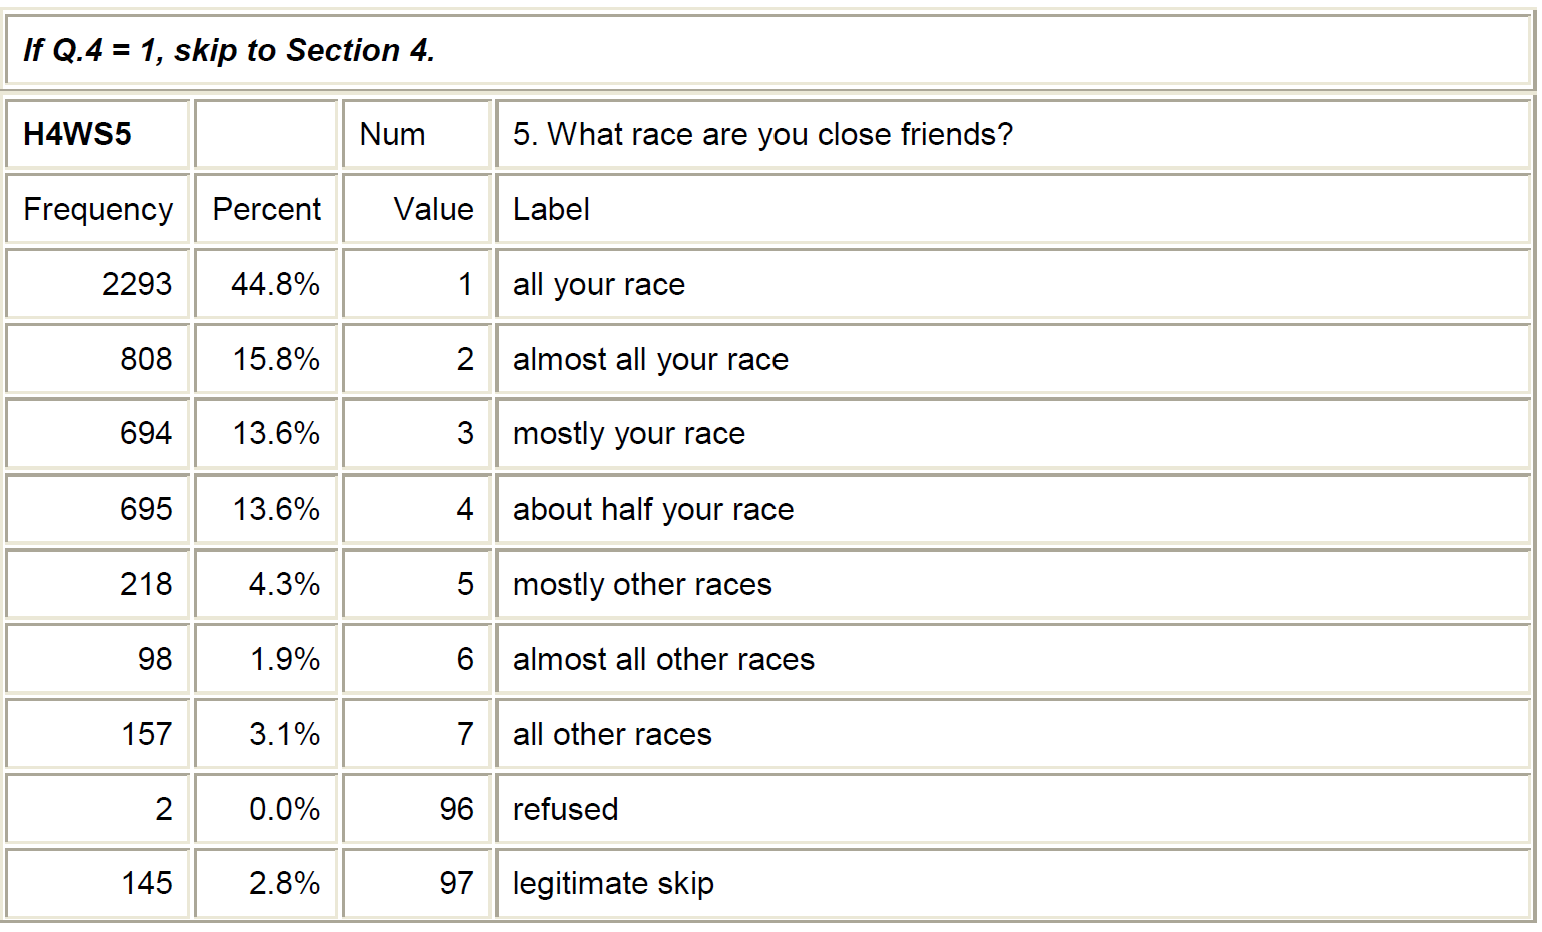 If Q.4 = 1, skip to Section 4.
H4WS5 Num 5. What race are you close friends?
Frequency Percent Value Label
2293 44.8% 1 all your race
808 15.8% 2 almost all your race
694 13.6% 3 mostly your race
695 13.6% 4 about half your race
218 4.3% 5 mostly other races
98 1.9% 6 almost all other races
157 3.1% 7 all other races
2 0.0% 96 refused
145 2.8% 97 legitimate skip